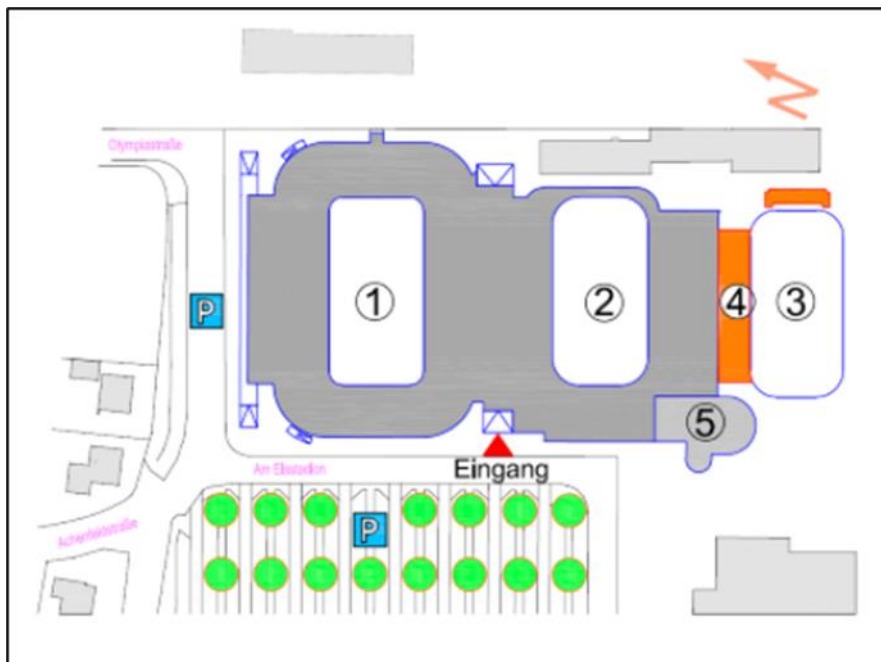 Olympiastraße
P
1
2
4
3
5
Eingang
Am Eisstadion
P
Achenfeldstraße